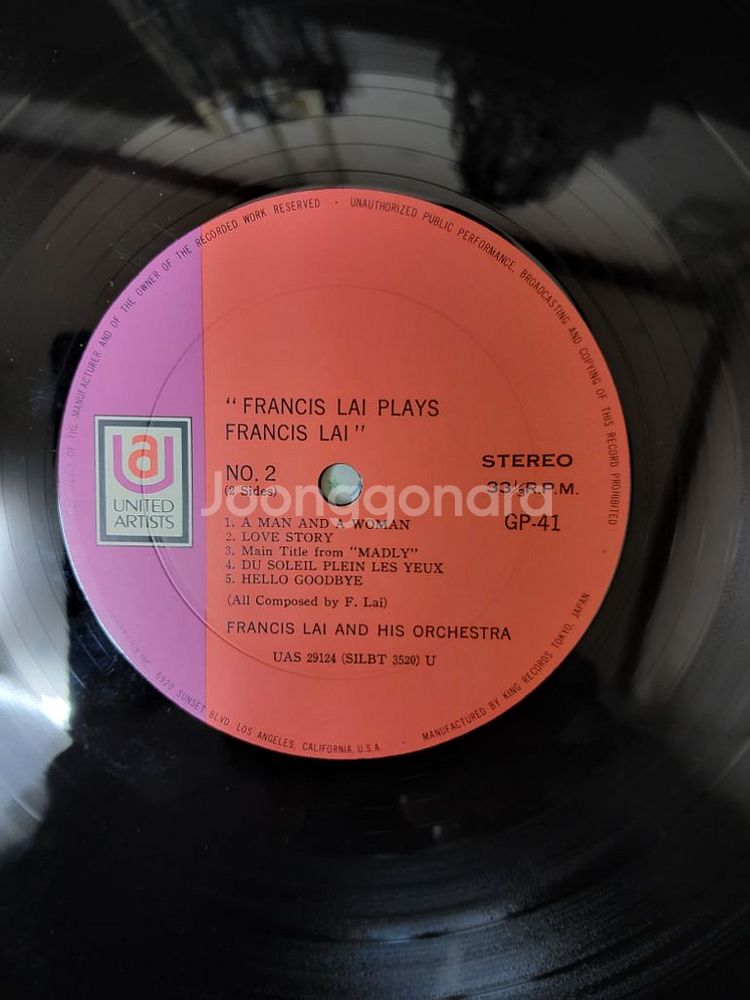 OF THE MANUFACTURER AND OF THE OWNER OF THE RECORDED WORK RESERVED · UNAUTHORIZED PUBLIC PERFORMANCE, BROADCASTING AND COPYING OF THIS RECORD PROHIBITED
"FRANCIS LAI PLAYS
FRANCIS LAI"
ua
UNITED
ARTISTS
STEREO
33⅓R.P.M.
GP-41
NO. 2
(2 Sides)
Joonggonara
1. A MAN AND A WOMAN
2. LOVE STORY
3. Main Title from "MADLY"
4. DU SOLEIL PLEIN LES YEUX
5. HELLO GOODBYE
(All Composed by F. Lai)
FRANCIS LAI AND HIS ORCHESTRA
UAS 29124 (SILBT 3520) U
6920 SUNSET BLVD. LOS ANGELES, CALIFORNIA, U.S.A. · MANUFACTURED BY KING RECORDS TOKYO, JAPAN